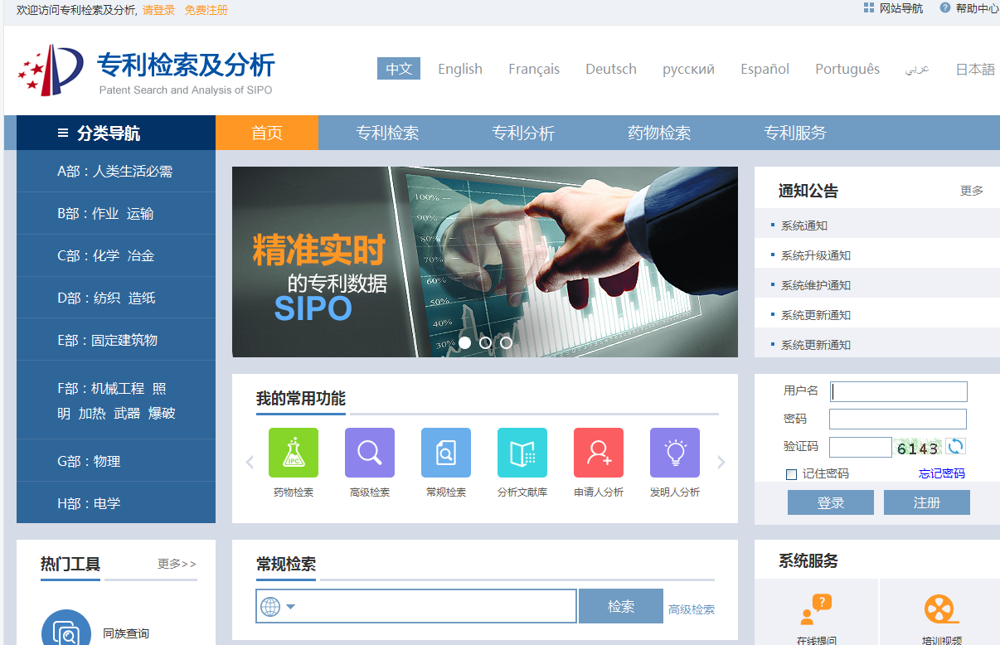 欢迎访问专利检索及分析, 请登录 免费注册
网站导航 帮助中心
专利检索及分析
Patent Search and Analysis of SIPO
中文 English Français Deutsch русский Español Português عربي 日本語
分类导航 首页 专利检索 专利分析 药物检索 专利服务
A部：人类生活必需
B部：作业 运输
C部：化学 冶金
D部：纺织 造纸
E部：固定建筑物
F部：机械工程 照
明 加热 武器 爆破
G部：物理
H部：电学
100%
90%
80%
70%
60%
50%
40%
30%
精准实时
的专利数据
SIPO
通知公告 更多
系统通知
系统升级通知
系统维护通知
系统更新通知
系统更新通知
我的常用功能
IPC
药物检索 高级检索 常规检索 分析文献库 申请人分析 发明人分析
用户名
密码
验证码 6143
记住密码 忘记密码
登录 注册
热门工具 更多>>
同族查询
常规检索
检索 高级检索
系统服务
?
在线提问 培训视频